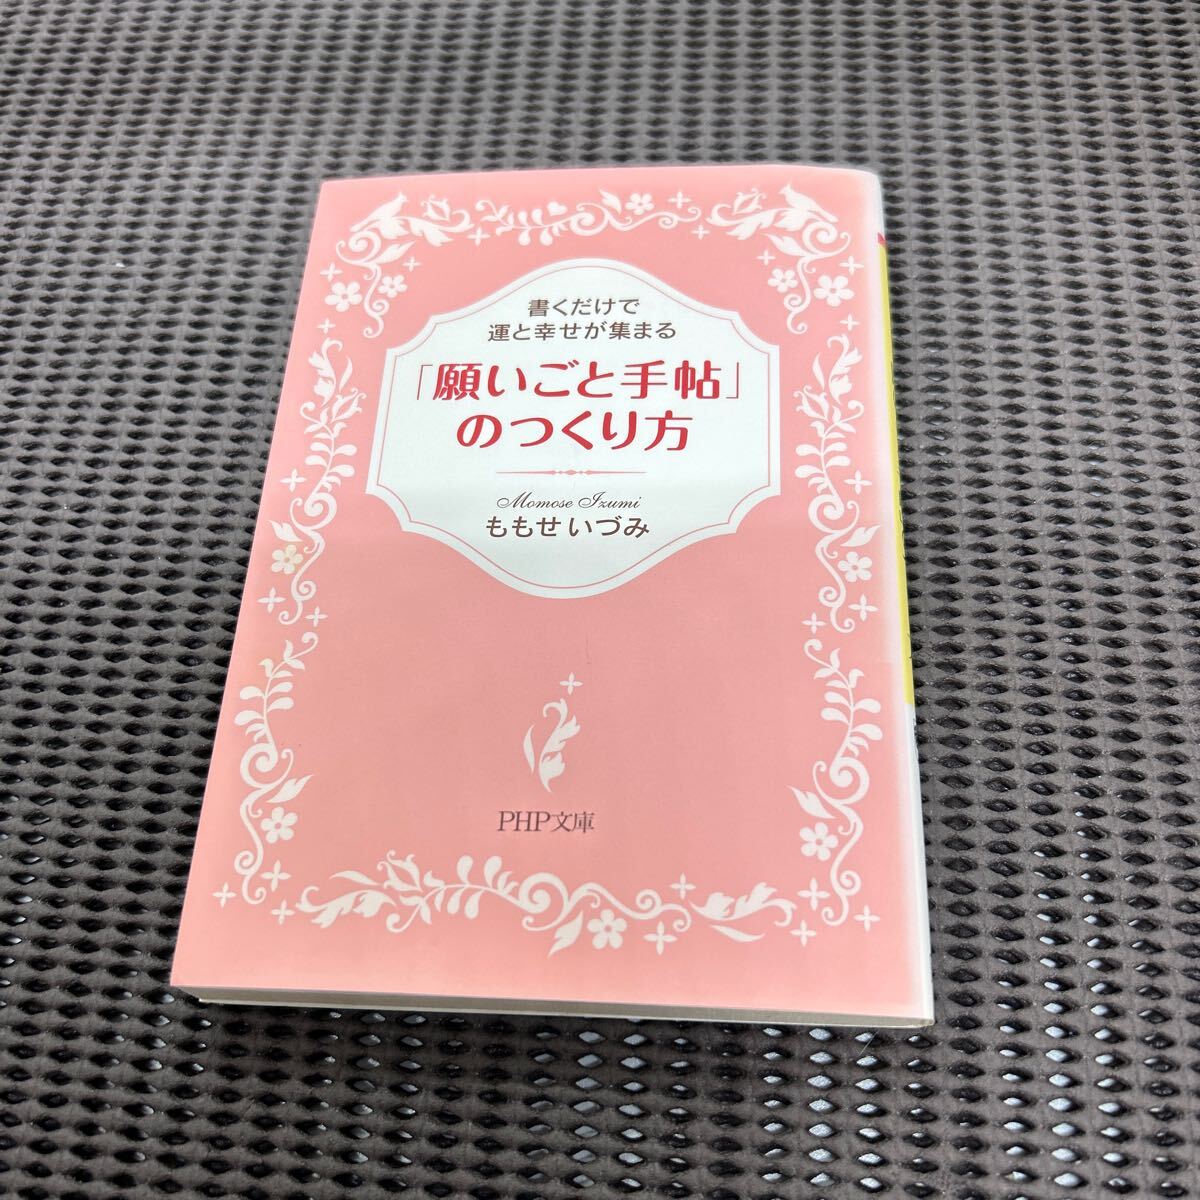 書くだけで
運と幸せが集まる
「願いごと手帖」
のつくり方
Momose Izumi
ももせ いづみ
PHP文庫